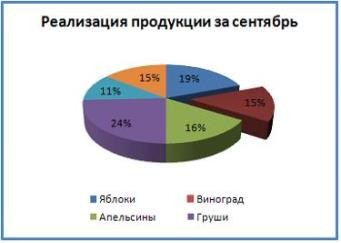 Реализация продукции за сентябрь
15%
19%
11%
15%
24%
16%
Яблоки
Виноград
Апельсины
Груши